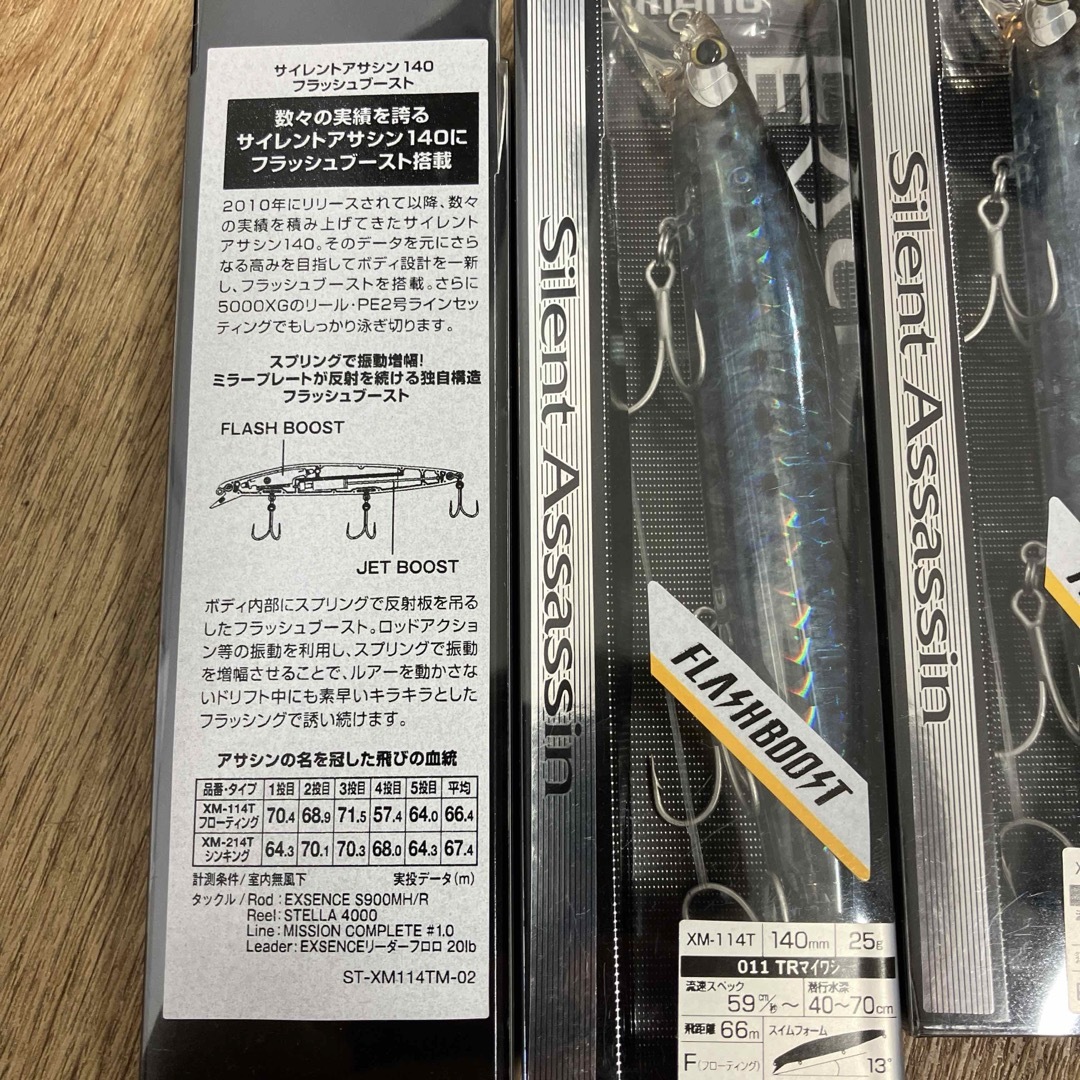 サイレントアサシン140
フラッシュブースト
数々の実績を誇る
サイレントアサシン140に
フラッシュブースト搭載
2010年にリリースされて以降、数々
の実績を積み上げてきたサイレント
アサシン140。そのデータを元にさら
なる高みを目指してボディ設計を一新
し、フラッシュブーストを搭載。さらに
5000XGのリール・PE2号ラインセッ
ティングでもしっかり泳ぎ切ります。
スプリングで振動増幅!
ミラープレートが反射を続ける独自構造
フラッシュブースト
FLASH BOOST
JET BOOST
ボディ内部にスプリングで反射板を吊る
したフラッシュブースト。ロッドアクショ
ン等の振動を利用し、スプリングで振動
を増幅させることで、ルアーを動かさな
いドリフト中にも素早いキラキラとした
フラッシングで誘い続けます。
アサシンの名を冠した飛びの血統
品番・タイプ 1投目 2投目 3投目 4投目 5投目 平均
XM-114T フローティング 70.4 68.9 71.5 57.4 64.0 66.4
XM-214T シンキング 64.3 70.1 70.3 68.0 64.3 67.4
計測条件/室内無風下 実投データ(m)
タックル/Rod:EXSENCE S900MH/R
Reel:STELLA 4000
Line:MISSION COMPLETE #1.0
Leader:EXSENCEリーダーフロロ 20lb
ST-XM114TM-02
Silent Assassin
FLASHBOOST
XM-114T 140mm 25g
011 TRマイワシ
流速スペック 潜行水深
59cm/秒〜 40〜70cm
飛距離 66m スイムフォーム
F(フローティング) 13°
Silent Assassin